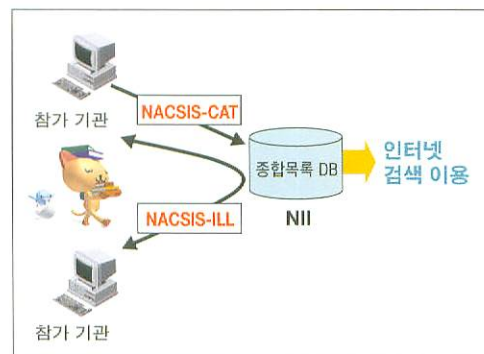 참가 기관
NACSIS-CAT
종합목록 DB
인터넷
검색 이용
NII
NACSIS-ILL
참가 기관